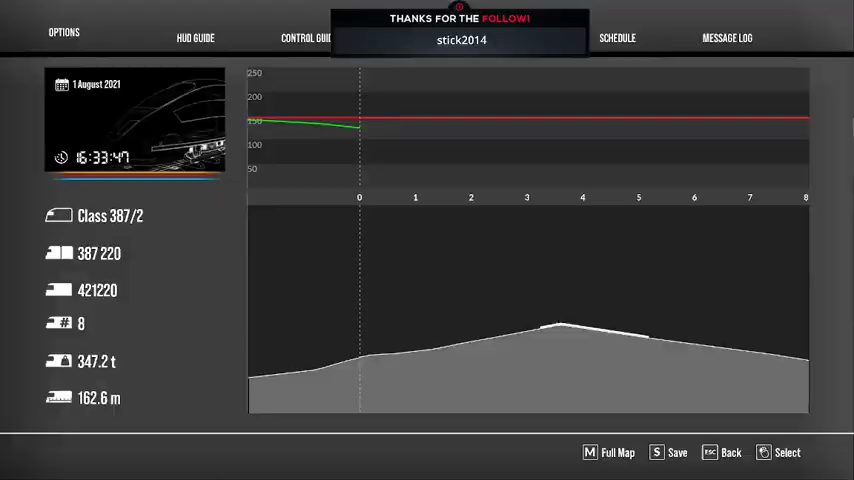 THANKS FOR THE FOLLOW!
stick2014
OPTIONS
HUD GUIDE
CONTROL GUID
SCHEDULE
MESSAGE LOG
1 August 2021
16:33:47
250
200
150
100
50
0 1 2 3 4 5 6 7 8
Class 387/2
387 220
421220
# 8
347.2 t
162.6 m
M Full Map
S Save
ESC Back
Select